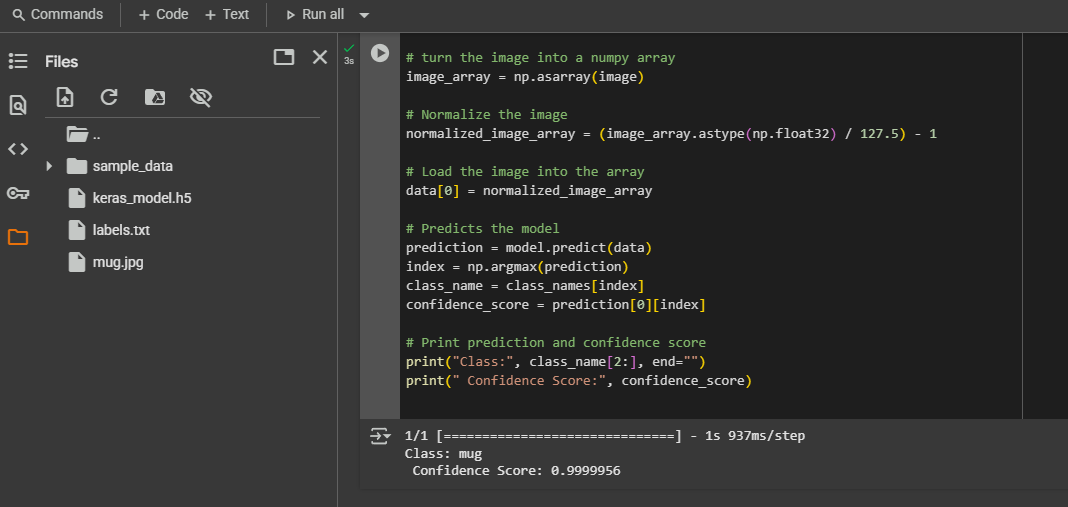 Commands + Code + Text Run all
Files
..
sample_data
keras_model.h5
labels.txt
mug.jpg
3s
# turn the image into a numpy array
image_array = np.asarray(image)
# Normalize the image
normalized_image_array = (image_array.astype(np.float32) / 127.5) - 1
# Load the image into the array
data[0] = normalized_image_array
# Predicts the model
prediction = model.predict(data)
index = np.argmax(prediction)
class_name = class_names[index]
confidence_score = prediction[0][index]
# Print prediction and confidence score
print("Class:", class_name[2:], end="")
print(" Confidence Score:", confidence_score)
1/1 [==============================] - 1s 937ms/step
Class: mug
 Confidence Score: 0.9999956